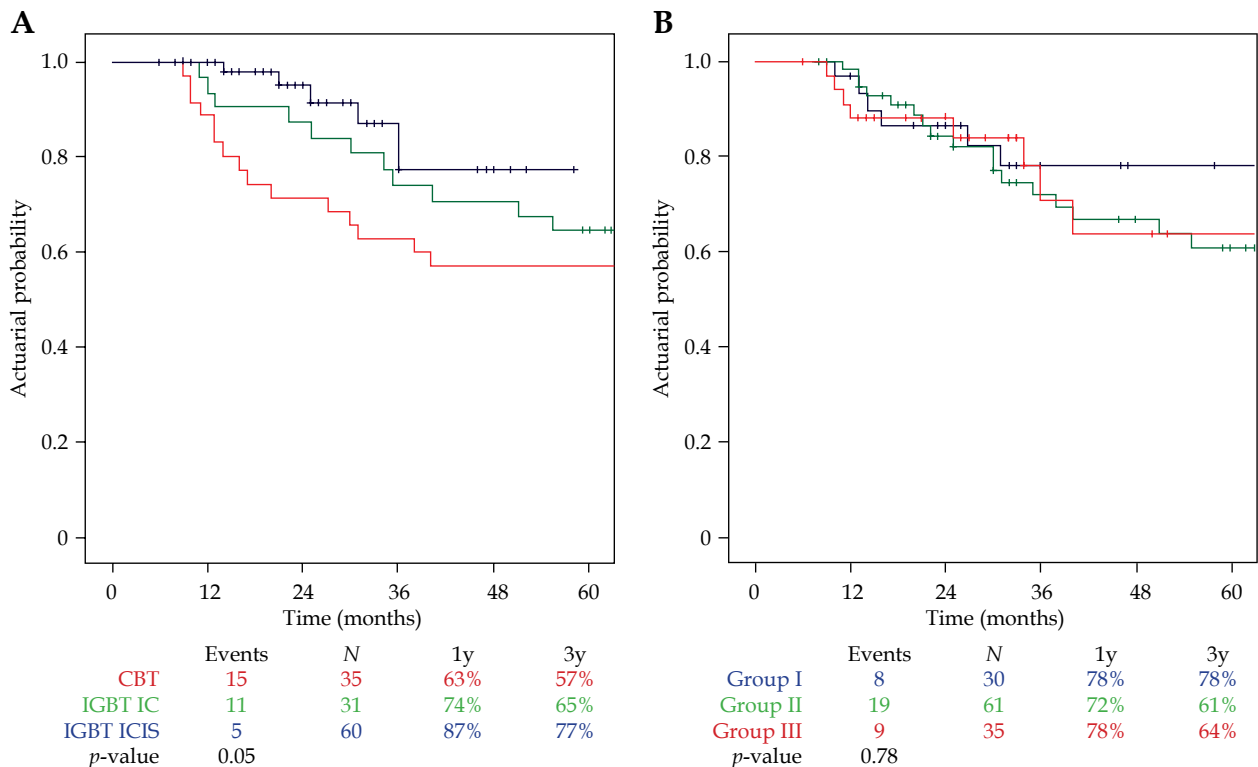 A
Actuarial probability
1.0
0.8
0.6
0.4
0.2
0
0 12 24 36 48 60
Time (months)
Events N 1y 3y
CBT 15 35 63% 57%
IGBT IC 11 31 74% 65%
IGBT ICIS 5 60 87% 77%
p-value 0.05
B
Actuarial probability
1.0
0.8
0.6
0.4
0.2
0
0 12 24 36 48 60
Time (months)
Events N 1y 3y
Group I 8 30 78% 78%
Group II 19 61 72% 61%
Group III 9 35 78% 64%
p-value 0.78